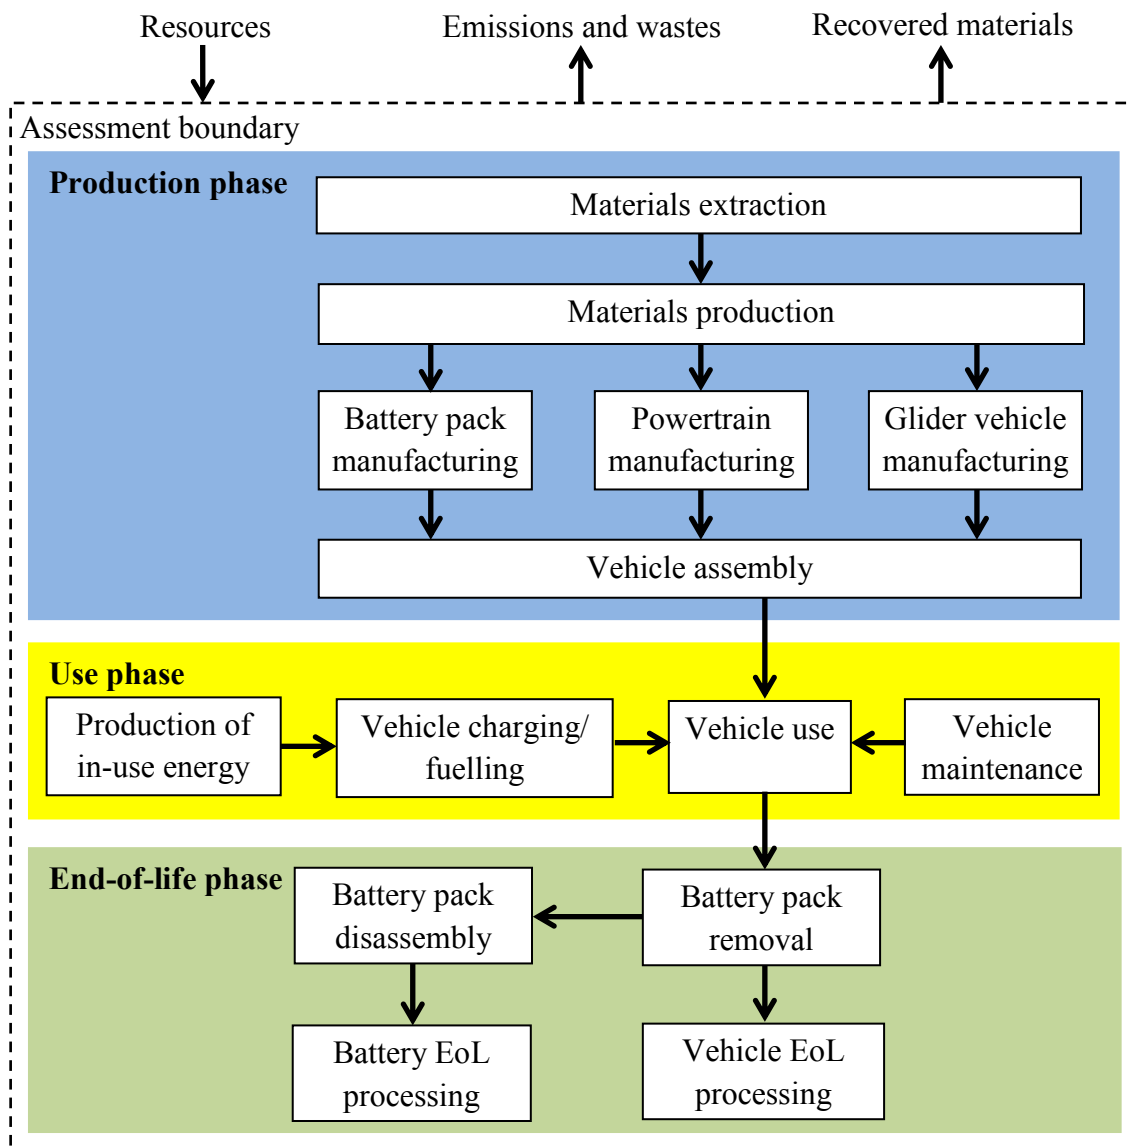 Resources
Emissions and wastes
Recovered materials
Assessment boundary
Production phase
Materials extraction
Materials production
Battery pack
manufacturing
Powertrain
manufacturing
Glider vehicle
manufacturing
Vehicle assembly
Use phase
Production of
in-use energy
Vehicle charging/
fuelling
Vehicle use
Vehicle
maintenance
End-of-life phase
Battery pack
disassembly
Battery pack
removal
Battery EoL
processing
Vehicle EoL
processing